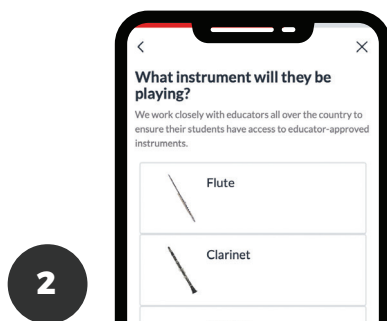 What instrument will they be
playing?
We work closely with educators all over the country to
ensure their students have access to educator-approved
instruments.
Flute
Clarinet
2